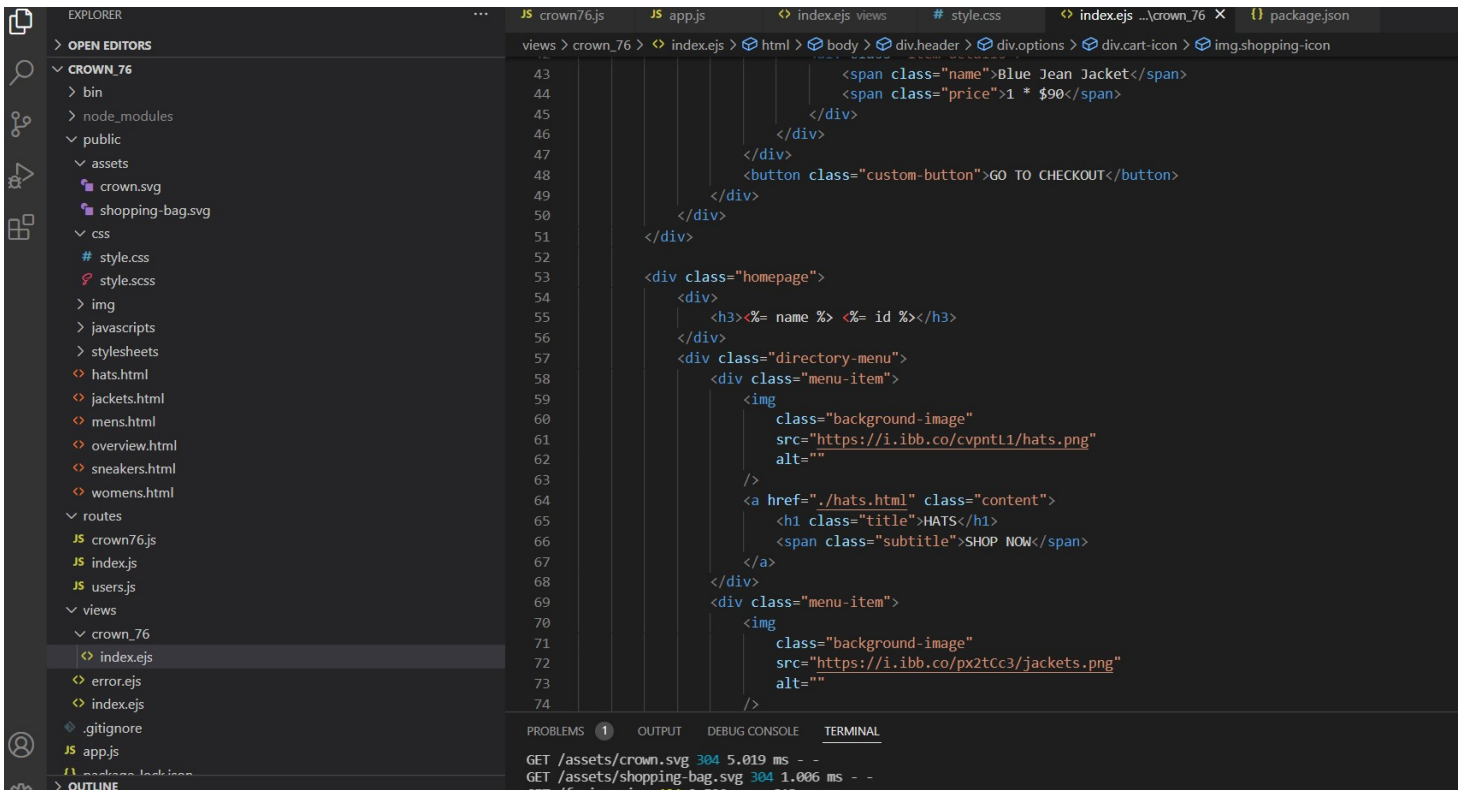 EXPLORER
...
OPEN EDITORS
CROWN_76
bin
node_modules
public
assets
crown.svg
shopping-bag.svg
css
# style.css
style.scss
img
javascripts
stylesheets
<> hats.html
<> jackets.html
<> mens.html
<> overview.html
<> sneakers.html
<> womens.html
routes
JS crown76.js
JS index.js
JS users.js
views
crown_76
<> index.ejs
<> error.ejs
<> index.ejs
.gitignore
JS app.js
{} package-lock.json
OUTLINE
JS crown76.js JS app.js <> index.ejs views # style.css <> index.ejs ...\crown_76 X {} package.json
views > crown_76 > <> index.ejs > html > body > div.header > div.options > div.cart-icon > img.shopping-icon
43 <span class="name">Blue Jean Jacket</span>
44 <span class="price">1 * $90</span>
45 </div>
46 </div>
47 </div>
48 <button class="custom-button">GO TO CHECKOUT</button>
49 </div>
50 </div>
51 </div>
52
53 <div class="homepage">
54 <div>
55 <h3><%= name %> <%= id %></h3>
56 </div>
57 <div class="directory-menu">
58 <div class="menu-item">
59 <img
60 class="background-image"
61 src="https://i.ibb.co/cvpntL1/hats.png"
62 alt=""
63 />
64 <a href="./hats.html" class="content">
65 <h1 class="title">HATS</h1>
66 <span class="subtitle">SHOP NOW</span>
67 </a>
68 </div>
69 <div class="menu-item">
70 <img
71 class="background-image"
72 src="https://i.ibb.co/px2tCc3/jackets.png"
73 alt=""
74 />
PROBLEMS 1 OUTPUT DEBUG CONSOLE TERMINAL
GET /assets/crown.svg 304 5.019 ms - -
GET /assets/shopping-bag.svg 304 1.006 ms - -